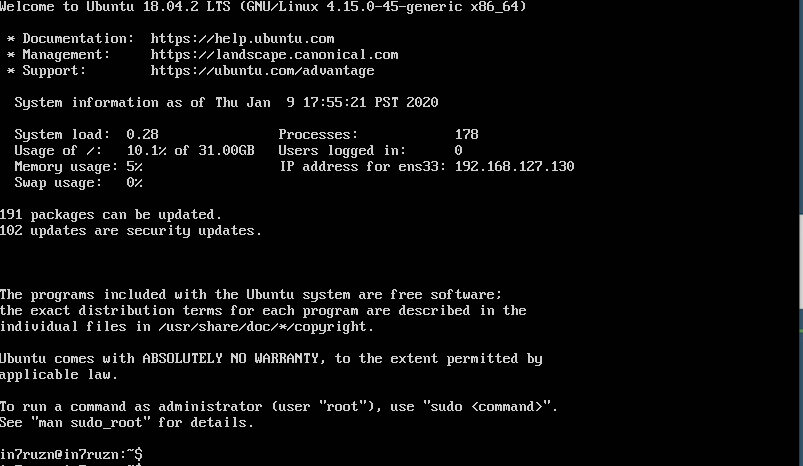 Welcome to Ubuntu 18.04.2 LTS (GNU/Linux 4.15.0-45-generic x86_64)
* Documentation:  https://help.ubuntu.com
* Management:     https://landscape.canonical.com
* Support:        https://ubuntu.com/advantage
System information as of Thu Jan  9 17:55:21 PST 2020
System load:  0.28              Processes:            178
Usage of /:   10.1% of 31.00GB  Users logged in:      0
Memory usage: 5%                IP address for ens33: 192.168.127.130
Swap usage:   0%
191 packages can be updated.
102 updates are security updates.
The programs included with the Ubuntu system are free software;
the exact distribution terms for each program are described in the
individual files in /usr/share/doc/*/copyright.
Ubuntu comes with ABSOLUTELY NO WARRANTY, to the extent permitted by
applicable law.
To run a command as administrator (user "root"), use "sudo <command>".
See "man sudo_root" for details.
in7ruzn@in7ruzn:~$